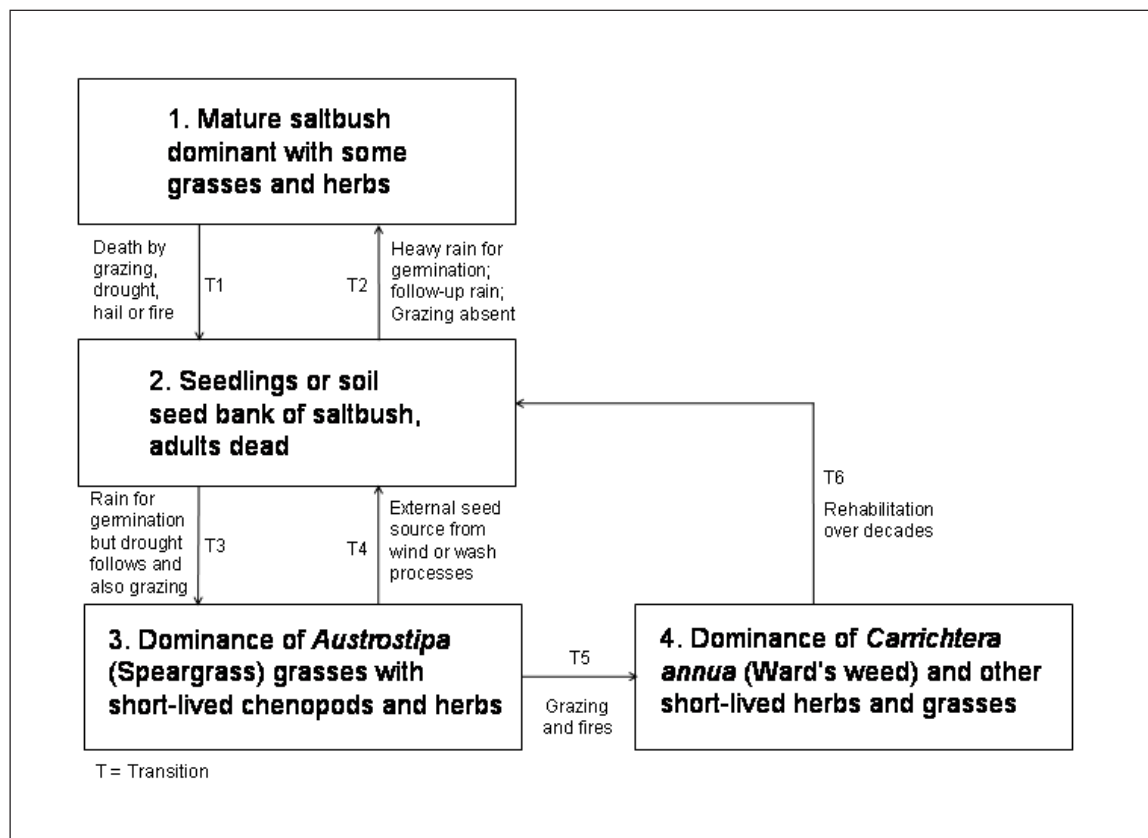 1. Mature saltbush
dominant with some
grasses and herbs
Death by
grazing,
drought,
hail or fire
T1
T2
Heavy rain for
germination;
follow-up rain;
Grazing absent
2. Seedlings or soil
seed bank of saltbush,
adults dead
Rain for
germination
but drought
follows and
also grazing
T3
T4
External seed
source from
wind or wash
processes
T6
Rehabilitation
over decades
3. Dominance of Austrostipa
(Speargrass) grasses with
short-lived chenopods and herbs
T5
Grazing
and fires
4. Dominance of Carrichtera
annua (Ward's weed) and other
short-lived herbs and grasses
T = Transition